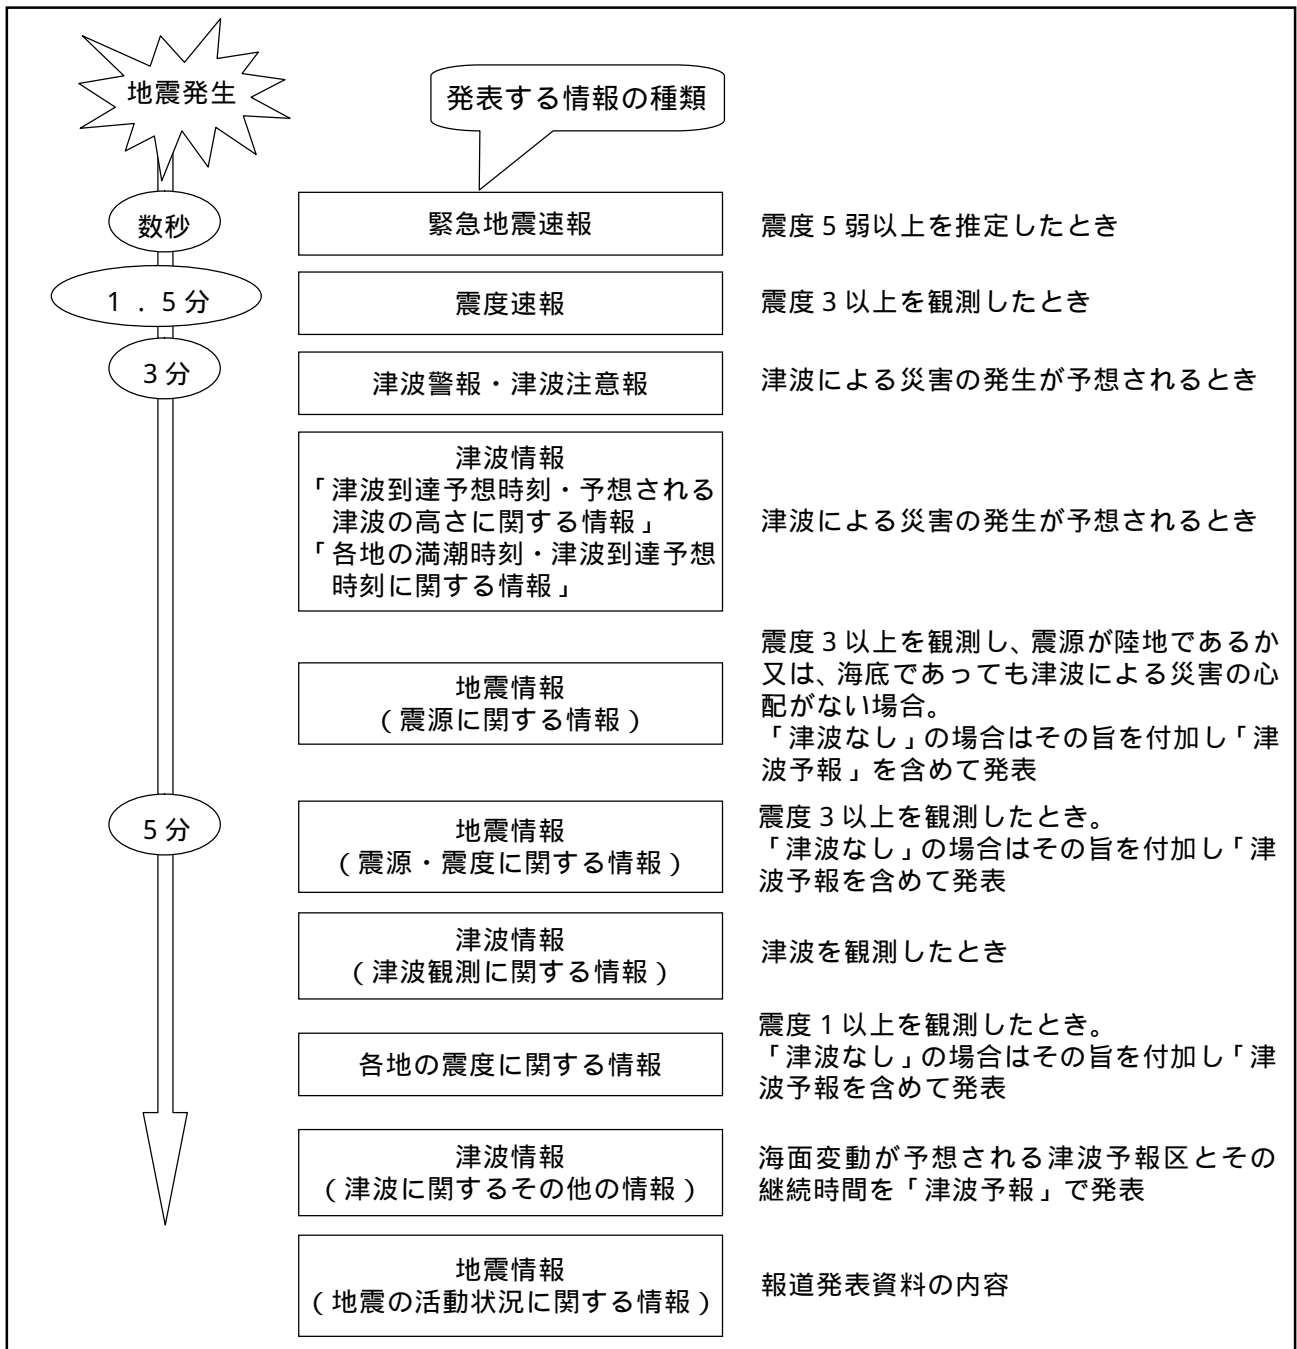 地震発生
発表する情報の種類
数秒
緊急地震速報
震度5弱以上を推定したとき
1.5分
震度速報
震度3以上を観測したとき
3分
津波警報・津波注意報
津波による災害の発生が予想されるとき
津波情報
「津波到達予想時刻・予想される
津波の高さに関する情報」
「各地の満潮時刻・津波到達予想
時刻に関する情報」
津波による災害の発生が予想されるとき
地震情報
(震源に関する情報)
震度3以上を観測し、震源が陸地であるか
又は、海底であっても津波による災害の心
配がない場合。
「津波なし」の場合はその旨を付加し「津
波予報」を含めて発表
5分
地震情報
(震源・震度に関する情報)
震度3以上を観測したとき。
「津波なし」の場合はその旨を付加し「津
波予報を含めて発表
津波情報
(津波観測に関する情報)
津波を観測したとき
各地の震度に関する情報
震度1以上を観測したとき。
「津波なし」の場合はその旨を付加し「津
波予報を含めて発表
津波情報
(津波に関するその他の情報)
海面変動が予想される津波予報区とその
継続時間を「津波予報」で発表
地震情報
(地震の活動状況に関する情報)
報道発表資料の内容